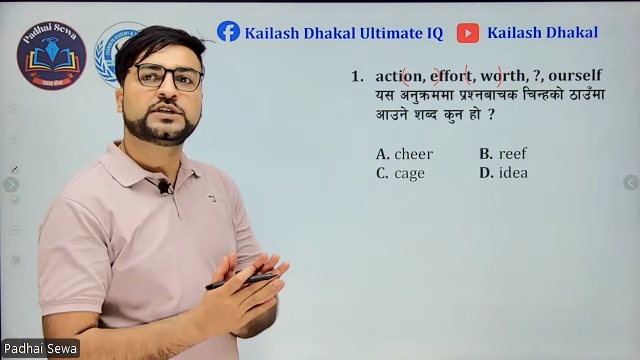 Padhai Sewa
Kailash Dhakal Ultimate IQ
Kailash Dhakal
1. action, effort, worth, ?, ourself
यस अनुक्रममा प्रश्नवाचक चिन्हको ठाउँमा
आउने शब्द कुन हो ?
A. cheer B. reef
C. cage D. idea
Padhai Sewa